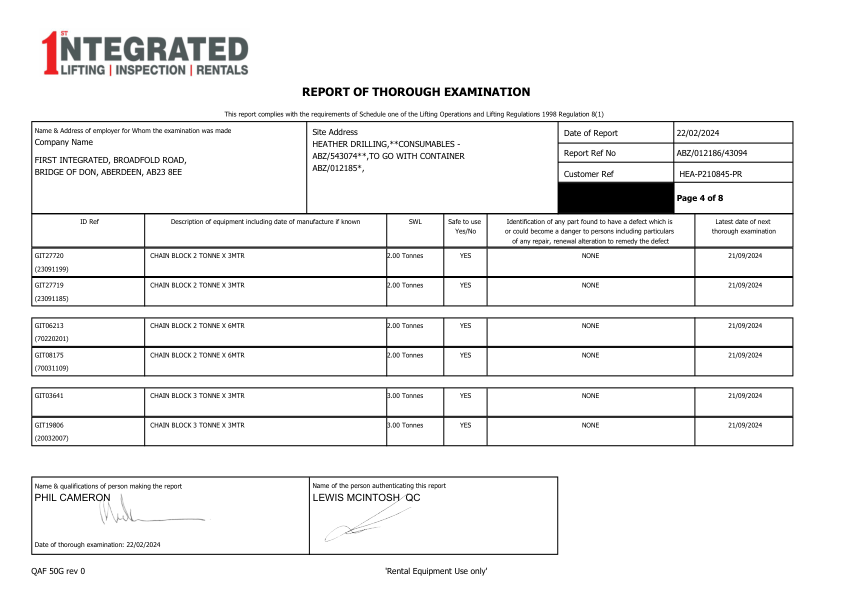 1ST INTEGRATED
LIFTING | INSPECTION | RENTALS
REPORT OF THOROUGH EXAMINATION
This report complies with the requirements of Schedule one of the Lifting Operations and Lifting Regulations 1998 Regulation 8(1)
Name & Address of employer for Whom the examination was made
Company Name
FIRST INTEGRATED, BROADFOLD ROAD,
BRIDGE OF DON, ABERDEEN, AB23 8EE
Site Address
HEATHER DRILLING,**CONSUMABLES -
ABZ/543074**,TO GO WITH CONTAINER
ABZ/012185*,
Date of Report 22/02/2024
Report Ref No ABZ/012186/43094
Customer Ref HEA-P210845-PR
Page 4 of 8
ID Ref
Description of equipment including date of manufacture if known
SWL
Safe to use
Yes/No
Identification of any part found to have a defect which is
or could become a danger to persons including particulars
of any repair, renewal alteration to remedy the defect
Latest date of next
thorough examination
GIT27720 CHAIN BLOCK 2 TONNE X 3MTR 2.00 Tonnes YES NONE 21/09/2024
(23091199)
GIT27719 CHAIN BLOCK 2 TONNE X 3MTR 2.00 Tonnes YES NONE 21/09/2024
(23091185)
GIT06213 CHAIN BLOCK 2 TONNE X 6MTR 2.00 Tonnes YES NONE 21/09/2024
(70220201)
GIT08175 CHAIN BLOCK 2 TONNE X 6MTR 2.00 Tonnes YES NONE 21/09/2024
(70031109)
GIT03641 CHAIN BLOCK 3 TONNE X 3MTR 3.00 Tonnes YES NONE 21/09/2024
GIT19806 CHAIN BLOCK 3 TONNE X 3MTR 3.00 Tonnes YES NONE 21/09/2024
(20032007)
Name & qualifications of person making the report
PHIL CAMERON
Date of thorough examination: 22/02/2024
Name of the person authenticating this report
LEWIS MCINTOSH QC
QAF 50G rev 0
'Rental Equipment Use only'